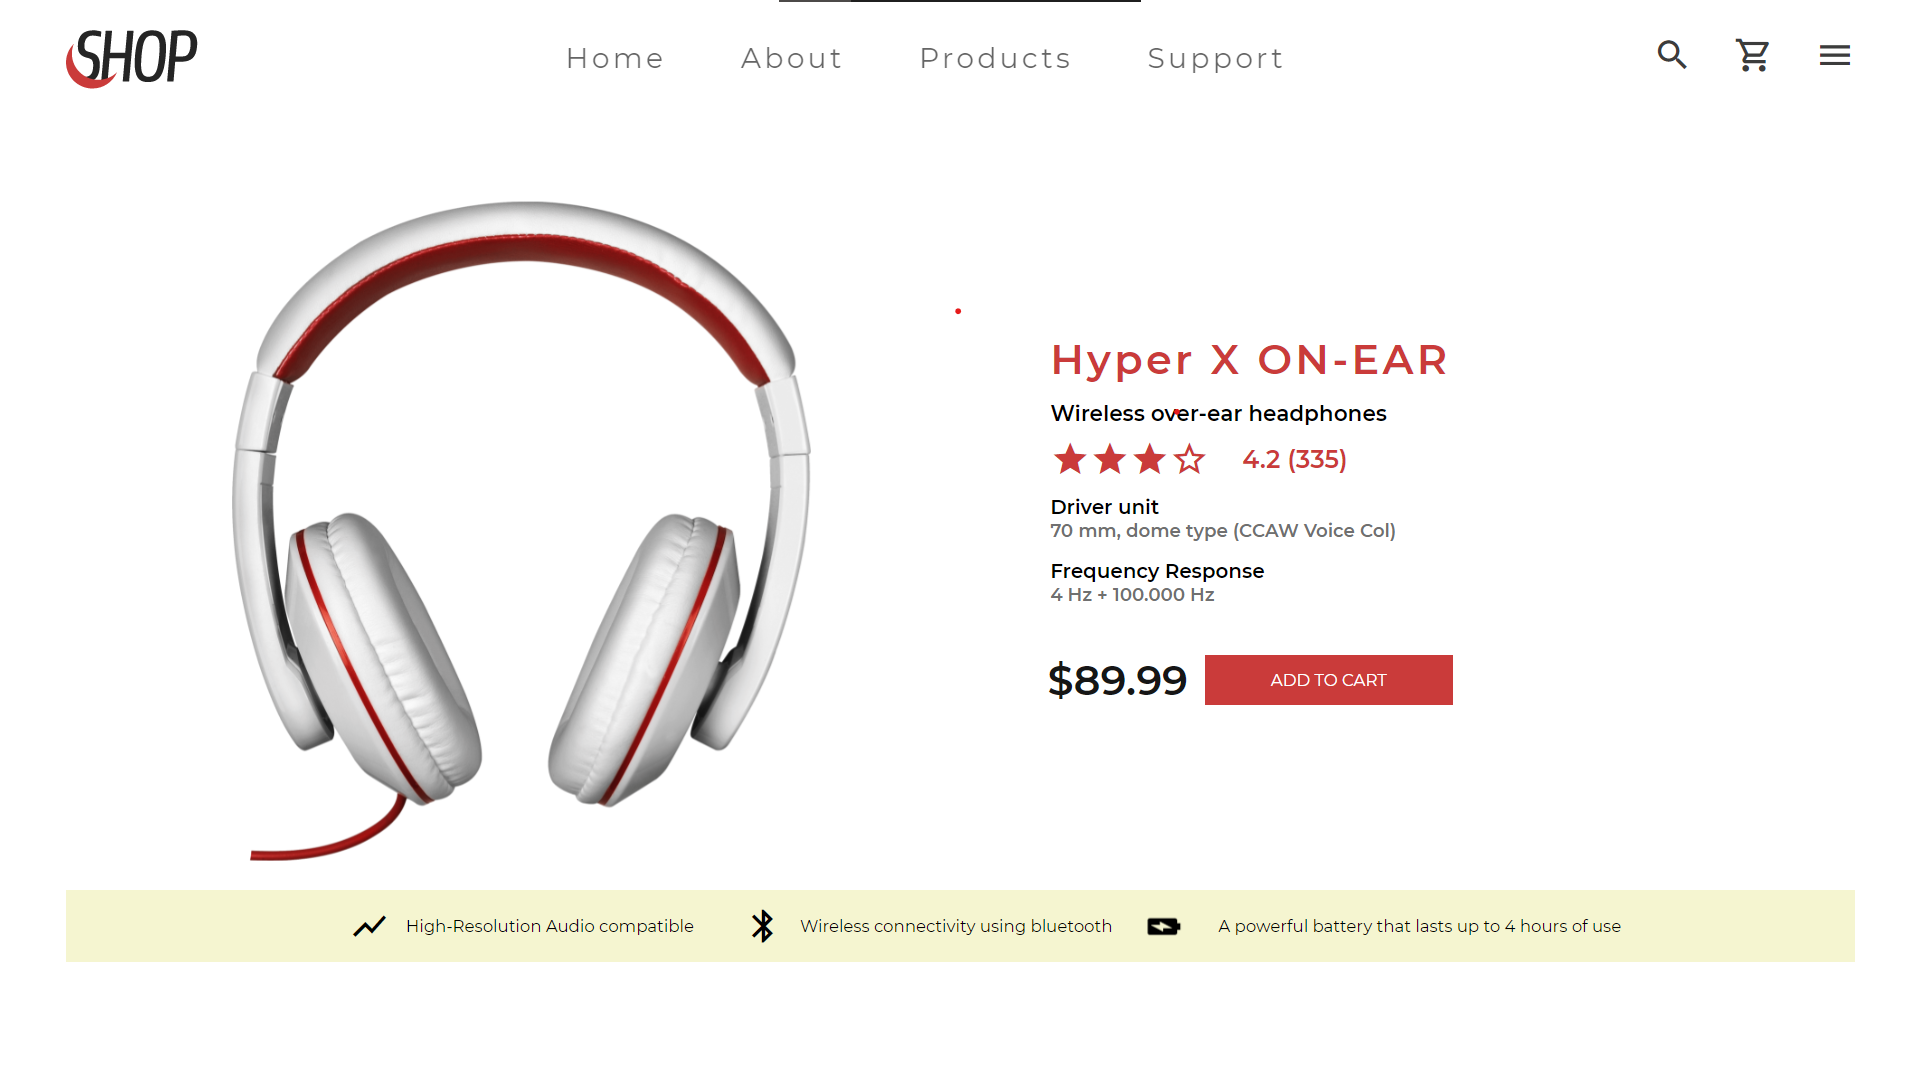 SHOP
Home About Products Support
Hyper X ON-EAR
Wireless over-ear headphones
4.2 (335)
Driver unit
70 mm, dome type (CCAW Voice Col)
Frequency Response
4 Hz + 100.000 Hz
$89.99 ADD TO CART
High-Resolution Audio compatible Wireless connectivity using bluetooth A powerful battery that lasts up to 4 hours of use